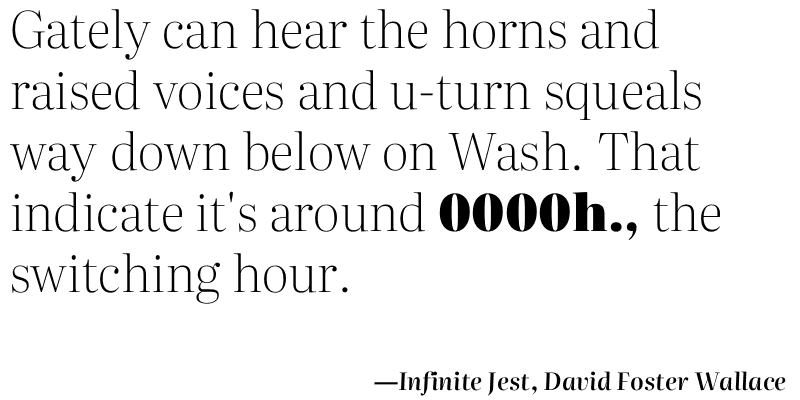 Gately can hear the horns and
raised voices and u-turn squeals
way down below on Wash. That
indicate it's around 0000h., the
switching hour.
—Infinite Jest, David Foster Wallace